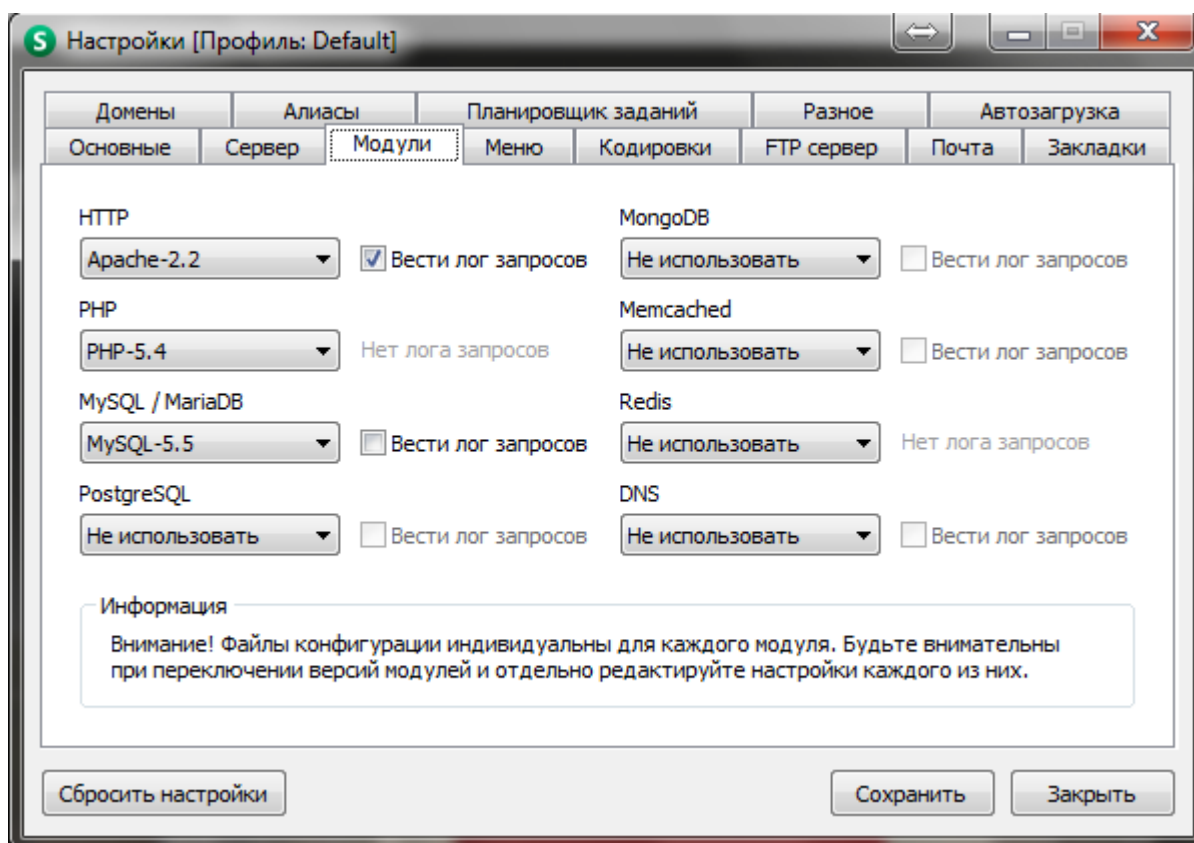 S Настройки [Профиль: Default]
Домены Алиасы Планировщик заданий Разное Автозагрузка
Основные Сервер Модули Меню Кодировки FTP сервер Почта Закладки
HTTP
Apache-2.2 Вести лог запросов
PHP
PHP-5.4 Нет лога запросов
MySQL / MariaDB
MySQL-5.5 Вести лог запросов
PostgreSQL
Не использовать Вести лог запросов
MongoDB
Не использовать Вести лог запросов
Memcached
Не использовать Вести лог запросов
Redis
Не использовать Нет лога запросов
DNS
Не использовать Вести лог запросов
Информация
Внимание! Файлы конфигурации индивидуальны для каждого модуля. Будьте внимательны
при переключении версий модулей и отдельно редактируйте настройки каждого из них.
Сбросить настройки Сохранить Закрыть